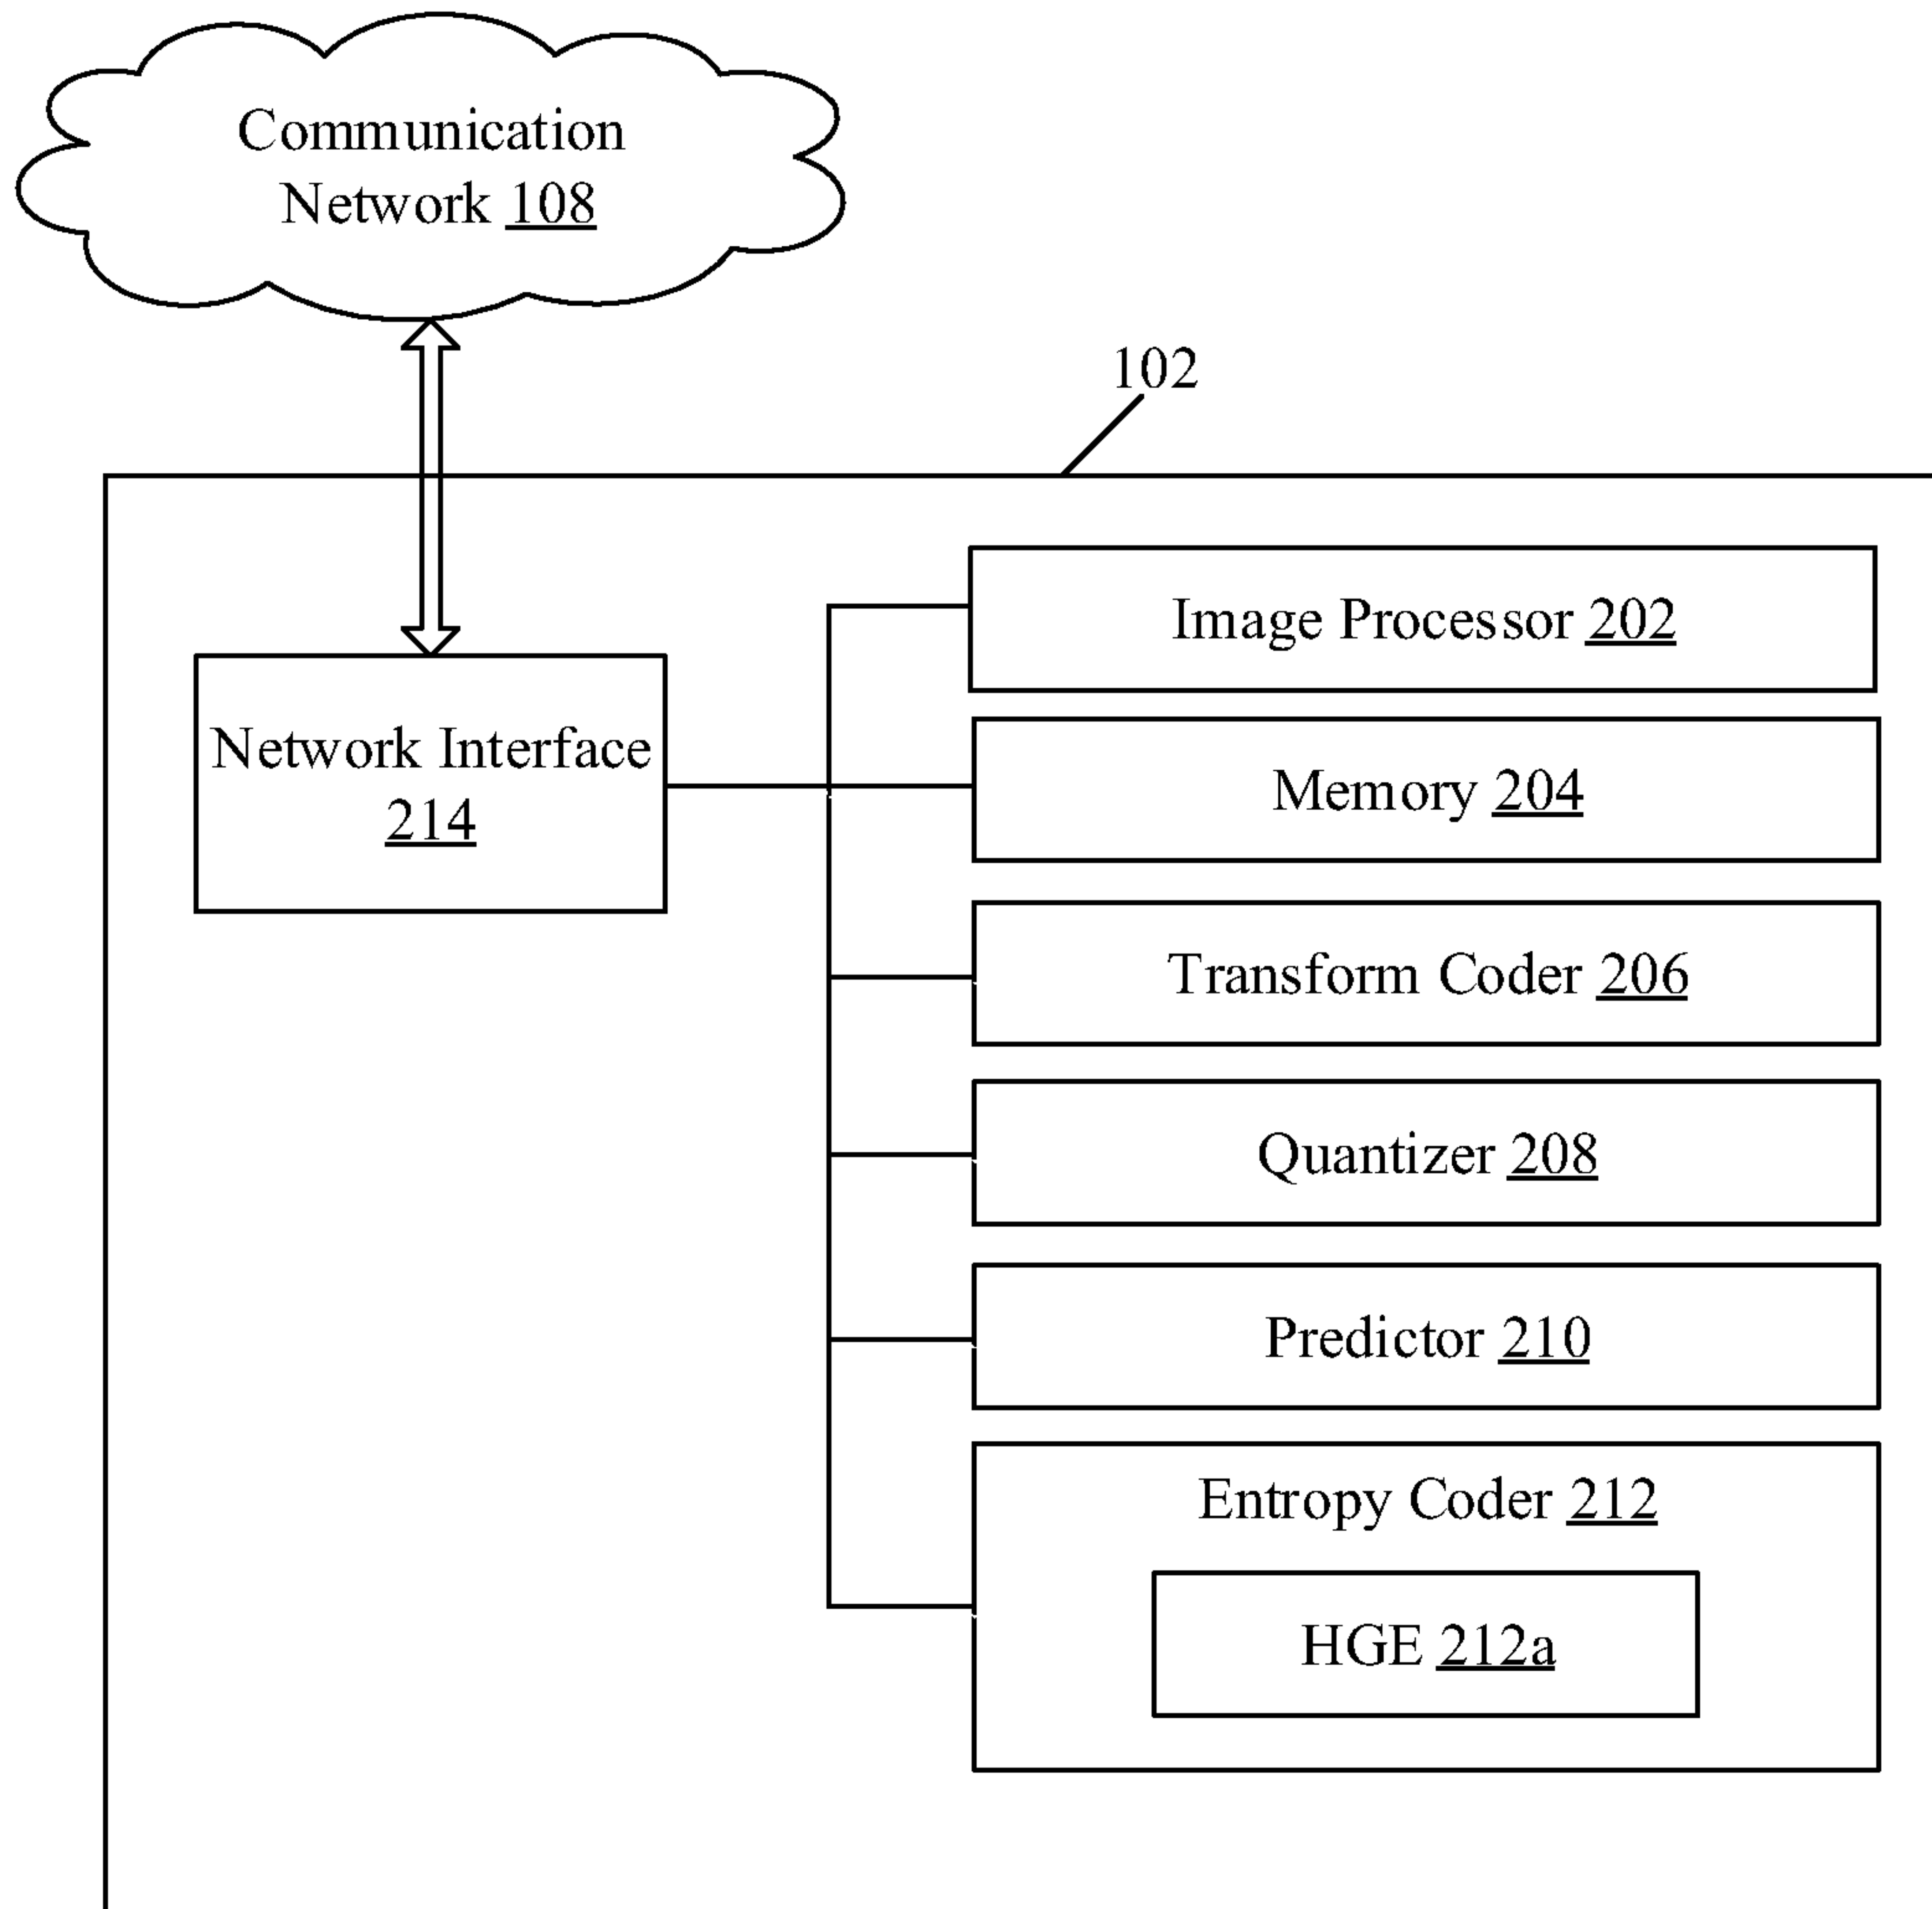 Communication
Network 108
102
Image Processor 202
Network Interface
214
Memory 204
Transform Coder 206
Quantizer 208
Predictor 210
Entropy Coder 212
HGE 212a